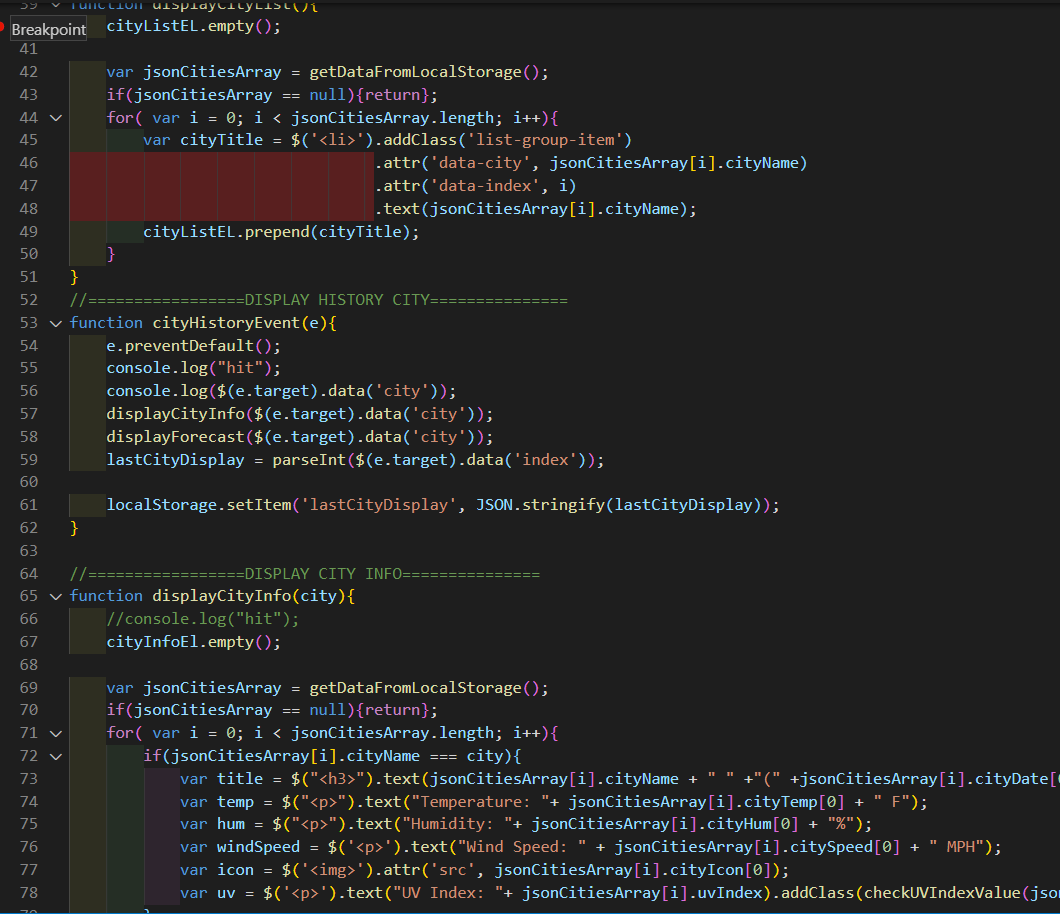 39 function displayCityList(){
Breakpoint cityListEL.empty();
41
42 var jsonCitiesArray = getDataFromLocalStorage();
43 if(jsonCitiesArray == null){return};
44 for( var i = 0; i < jsonCitiesArray.length; i++){
45 var cityTitle = $('<li>').addClass('list-group-item')
46 .attr('data-city', jsonCitiesArray[i].cityName)
47 .attr('data-index', i)
48 .text(jsonCitiesArray[i].cityName);
49 cityListEL.prepend(cityTitle);
50 }
51 }
52 //=================DISPLAY HISTORY CITY===============
53 function cityHistoryEvent(e){
54 e.preventDefault();
55 console.log("hit");
56 console.log($(e.target).data('city'));
57 displayCityInfo($(e.target).data('city'));
58 displayForecast($(e.target).data('city'));
59 lastCityDisplay = parseInt($(e.target).data('index'));
60
61 localStorage.setItem('lastCityDisplay', JSON.stringify(lastCityDisplay));
62 }
63
64 //=================DISPLAY CITY INFO===============
65 function displayCityInfo(city){
66 //console.log("hit");
67 cityInfoEl.empty();
68
69 var jsonCitiesArray = getDataFromLocalStorage();
70 if(jsonCitiesArray == null){return};
71 for( var i = 0; i < jsonCitiesArray.length; i++){
72 if(jsonCitiesArray[i].cityName === city){
73 var title = $("<h3>").text(jsonCitiesArray[i].cityName + " " +"(" +jsonCitiesArray[i].cityDate[
74 var temp = $("<p>").text("Temperature: "+ jsonCitiesArray[i].cityTemp[0] + " F");
75 var hum = $("<p>").text("Humidity: "+ jsonCitiesArray[i].cityHum[0] + "%");
76 var windSpeed = $('<p>').text("Wind Speed: " + jsonCitiesArray[i].citySpeed[0] + " MPH");
77 var icon = $('<img>').attr('src', jsonCitiesArray[i].cityIcon[0]);
78 var uv = $('<p>').text("UV Index: "+ jsonCitiesArray[i].uvIndex).addClass(checkUVIndexValue(jso